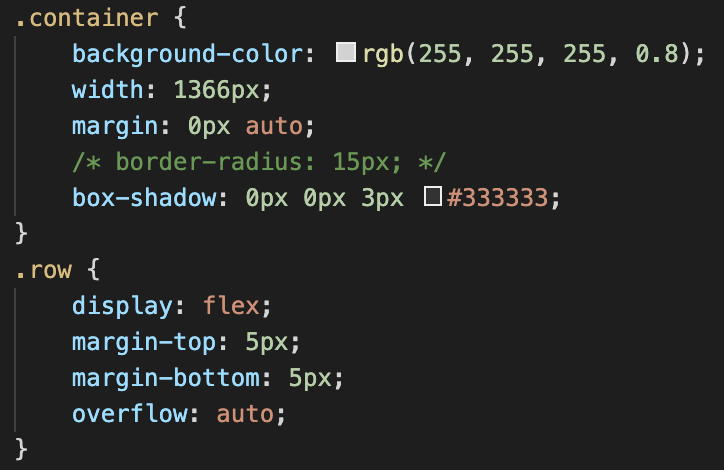 .container {
    background-color: rgb(255, 255, 255, 0.8);
    width: 1366px;
    margin: 0px auto;
    /* border-radius: 15px; */
    box-shadow: 0px 0px 3px #333333;
}
.row {
    display: flex;
    margin-top: 5px;
    margin-bottom: 5px;
    overflow: auto;
}